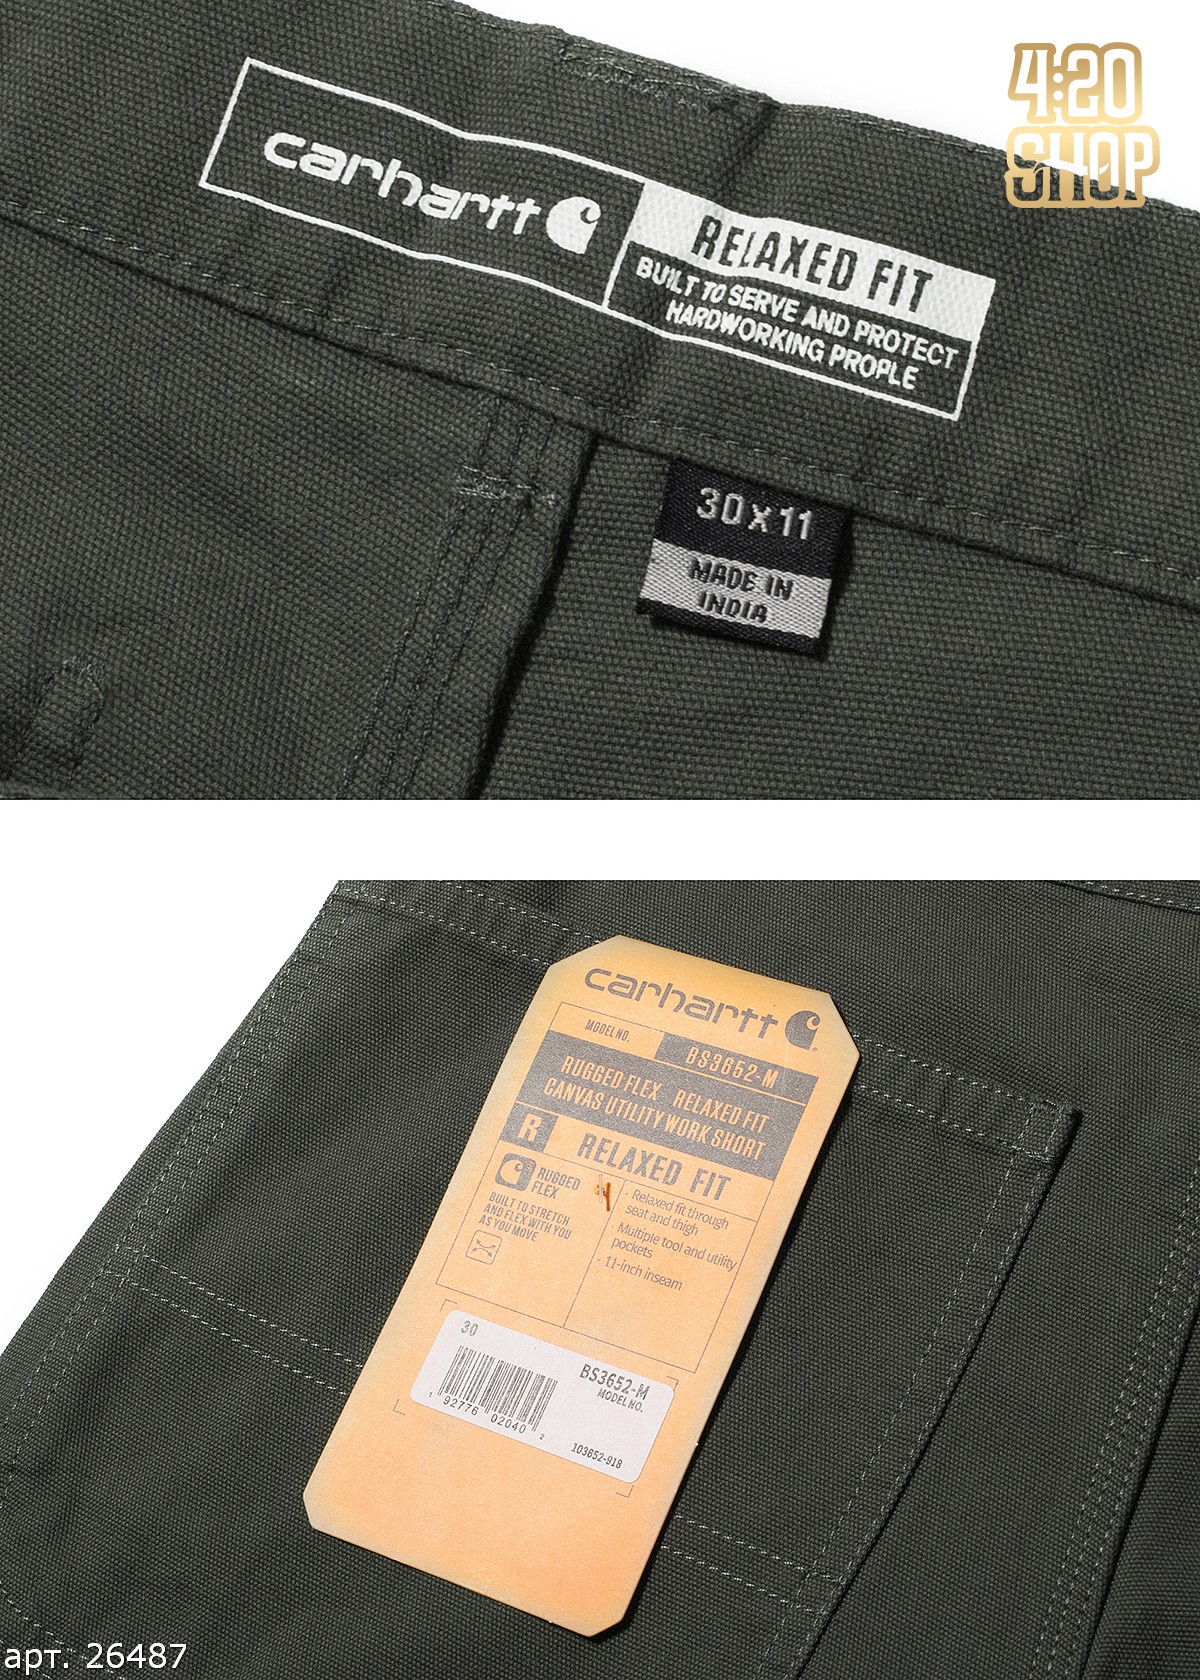 4:20
SHOP
carhartt
RELAXED FIT
BUILT TO SERVE AND PROTECT
HARDWORKING PROPLE
30 x 11
MADE IN
INDIA
carhartt
MODEL NO.
BS3652-M
RUGGED FLEX RELAXED FIT
CANVAS UTILITY WORK SHORT
R
RELAXED FIT
RUGGED
FLEX
BUILT TO STRETCH
AND FLEX WITH YOU
AS YOU MOVE
· Relaxed fit through
seat and thigh
· Multiple tool and utility
pockets
· 11-inch inseam
30
BS3652-M
MODEL NO.
1 92776 02040 2
103652-918
арт. 26487